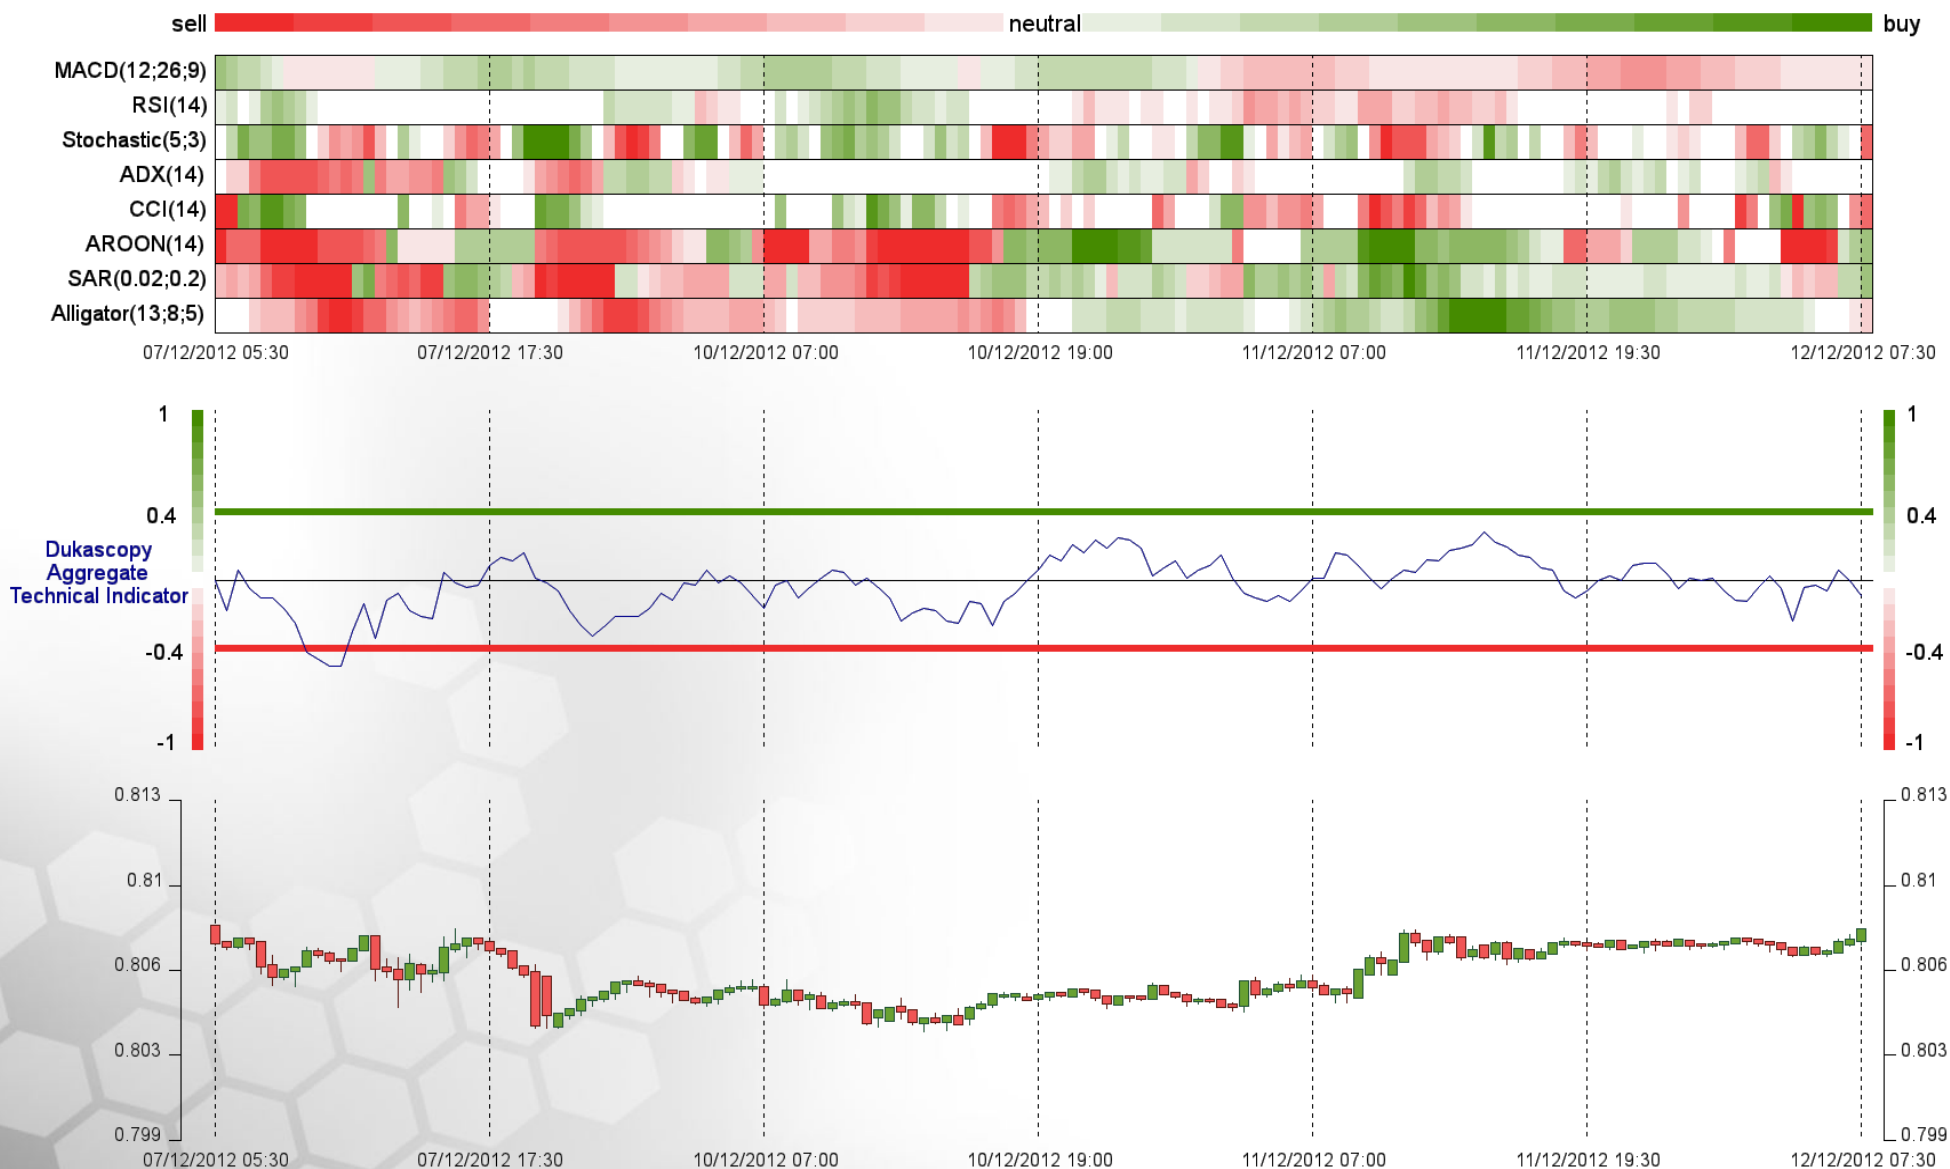 sell neutral buy
MACD(12;26;9)
RSI(14)
Stochastic(5;3)
ADX(14)
CCI(14)
AROON(14)
SAR(0.02;0.2)
Alligator(13;8;5)
07/12/2012 05:30 07/12/2012 17:30 10/12/2012 07:00 10/12/2012 19:00 11/12/2012 07:00 11/12/2012 19:30 12/12/2012 07:30
1 1
0.4 0.4
Dukascopy
Aggregate
Technical Indicator
-0.4 -0.4
-1 -1
0.813 0.813
0.81 0.81
0.806 0.806
0.803 0.803
0.799 0.799
07/12/2012 05:30 07/12/2012 17:30 10/12/2012 07:00 10/12/2012 19:00 11/12/2012 07:00 11/12/2012 19:30 12/12/2012 07:30